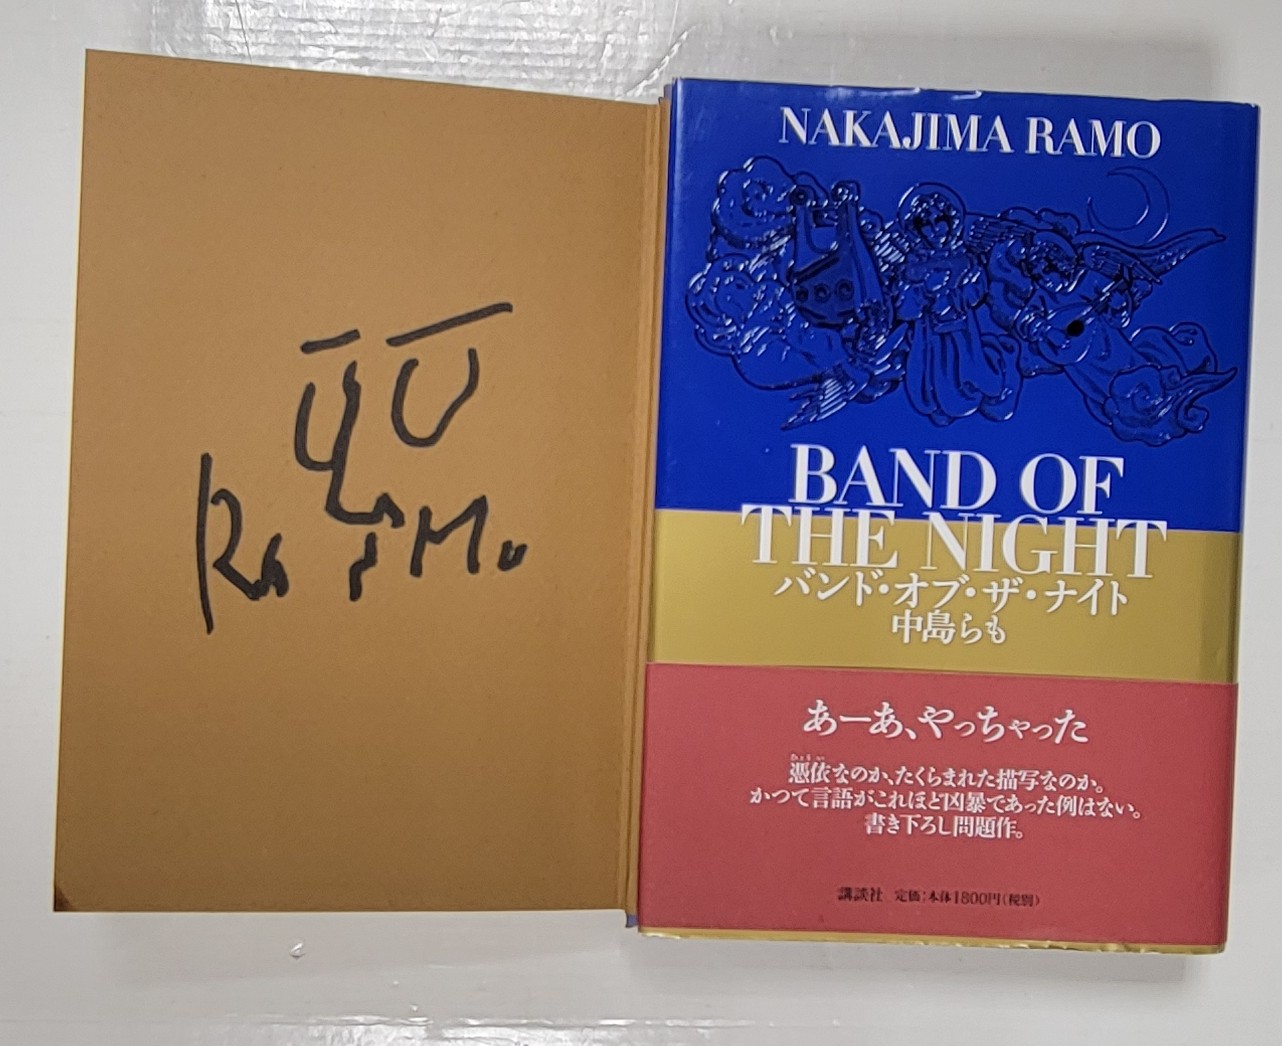 RaMo
NAKAJIMA RAMO
BAND OF
THE NIGHT
バンド・オブ・ザ・ナイト
中島らも
あーあ、やっちゃった
ひょうい
憑依なのか、たくらまれた描写なのか。
かつて言語がこれほど凶暴であった例はない。
書き下ろし問題作。
講談社 定価:本体1800円(税別)